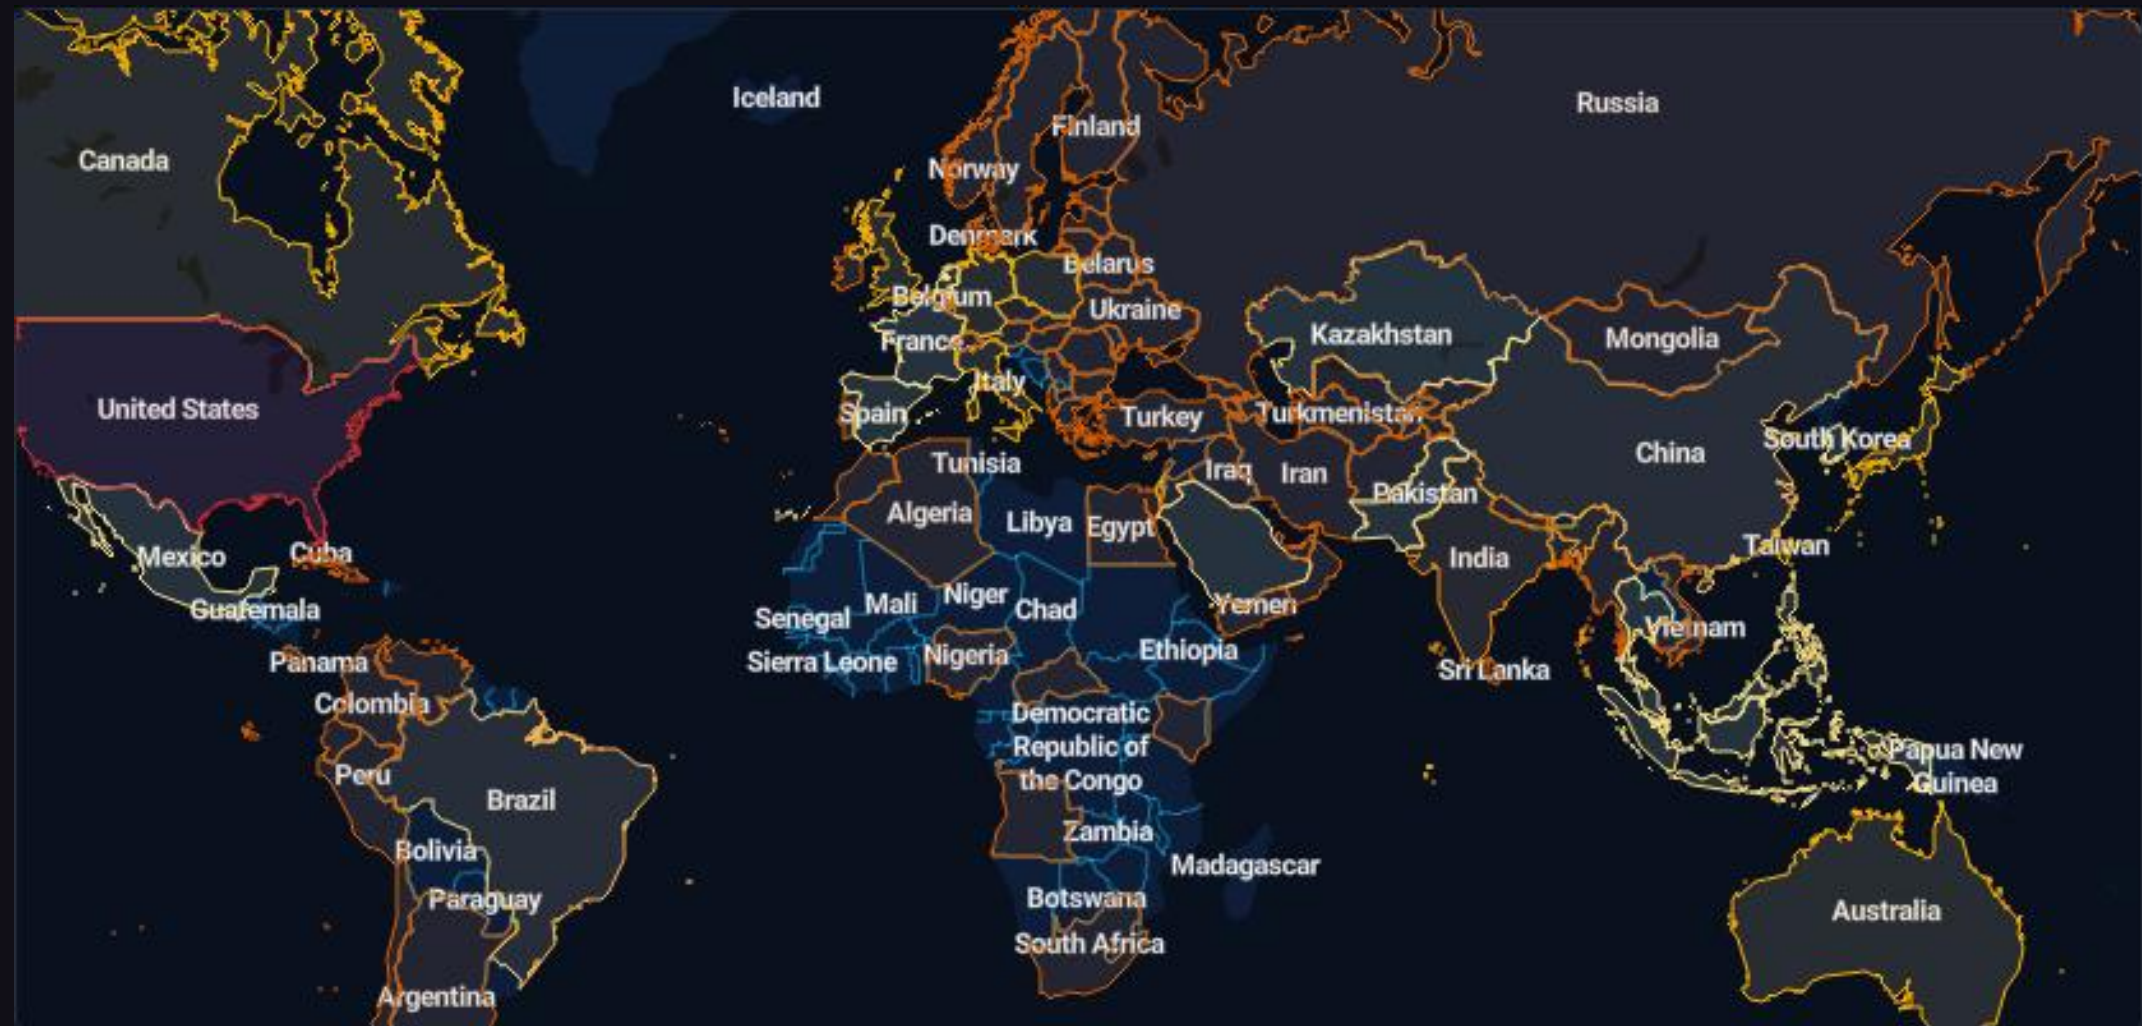 Iceland
Russia
Finland
Canada
Norway
Denmark
Belarus
Belgium
Ukraine
Kazakhstan
Mongolia
France
Italy
United States
Spain
Turkey
Turkmenistan
South Korea
China
Tunisia
Iraq
Iran
Pakistan
Algeria
Libya
Egypt
Mexico
Cuba
India
Taiwan
Niger
Mali
Chad
Yemen
Guatemala
Senegal
Vietnam
Ethiopia
Nigeria
Sierra Leone
Panama
Sri Lanka
Colombia
Democratic
Republic of
the Congo
Papua New
Guinea
Peru
Brazil
Zambia
Bolivia
Madagascar
Botswana
Paraguay
Australia
South Africa
Argentina